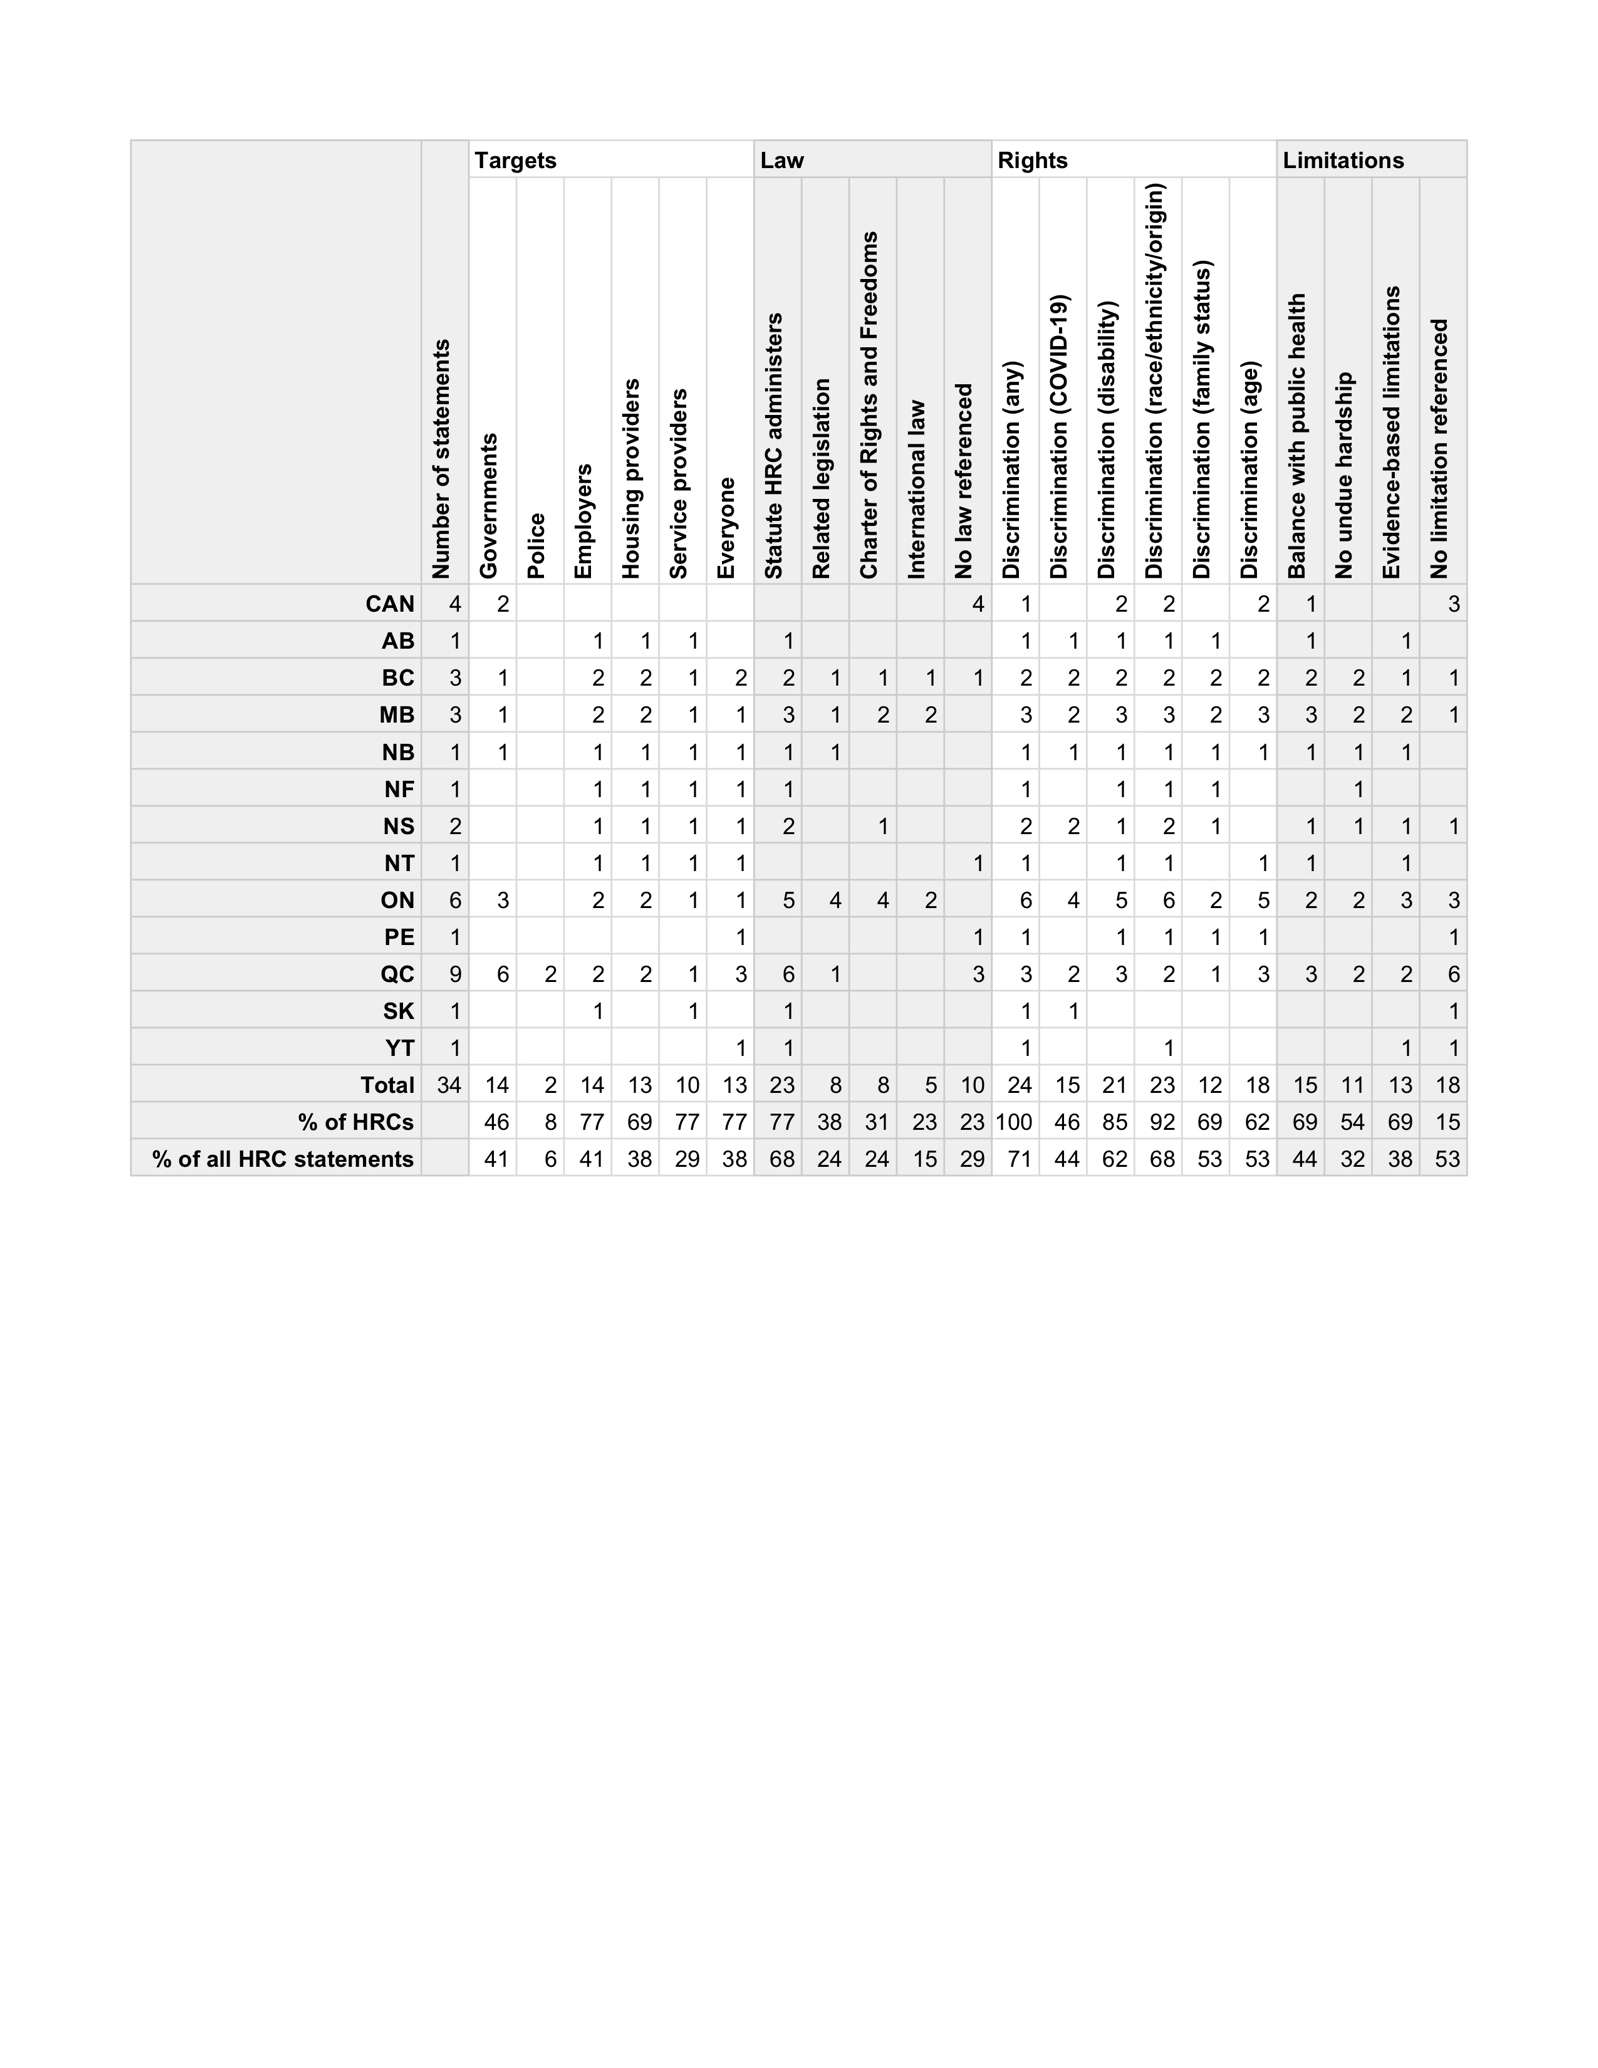 Targets Law Rights Limitations
Number of statements
Governments
Police
Employers
Housing providers
Service providers
Everyone
Statute HRC administers
Related legislation
Charter of Rights and Freedoms
International law
No law referenced
Discrimination (any)
Discrimination (COVID-19)
Discrimination (disability)
Discrimination (race/ethnicity/origin)
Discrimination (family status)
Discrimination (age)
Balance with public health
No undue hardship
Evidence-based limitations
No limitation referenced
CAN 4 2 4 1 2 2 2 1 3
AB 1 1 1 1 1 1 1 1 1 1 1 1
BC 3 1 2 2 1 2 2 1 1 1 1 2 2 2 2 2 2 2 2 1 1
MB 3 1 2 2 1 1 3 1 2 2 3 2 3 3 2 3 3 2 2 1
NB 1 1 1 1 1 1 1 1 1 1 1 1 1 1 1 1 1
NF 1 1 1 1 1 1 1 1 1 1 1
NS 2 1 1 1 1 2 1 2 2 1 2 1 1 1 1 1
NT 1 1 1 1 1 1 1 1 1 1 1 1
ON 6 3 2 2 1 1 5 4 4 2 6 4 5 6 2 5 2 2 3 3
PE 1 1 1 1 1 1 1 1 1
QC 9 6 2 2 2 1 3 6 1 3 3 2 3 2 1 3 3 2 2 6
SK 1 1 1 1 1 1 1
YT 1 1 1 1 1 1 1
Total 34 14 2 14 13 10 13 23 8 8 5 10 24 15 21 23 12 18 15 11 13 18
% of HRCs 46 8 77 69 77 77 77 38 31 23 23 100 46 85 92 69 62 69 54 69 15
% of all HRC statements 41 6 41 38 29 38 68 24 24 15 29 71 44 62 68 53 53 44 32 38 53